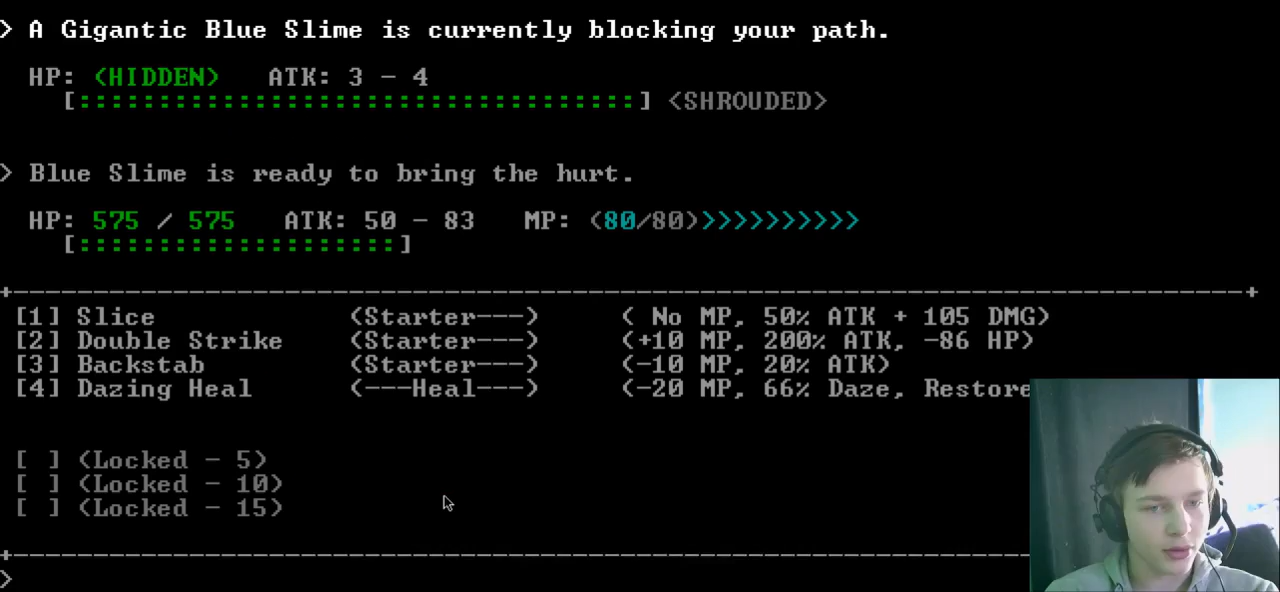 > A Gigantic Blue Slime is currently blocking your path.
HP: (HIDDEN) ATK: 3 - 4
[:::::::::::::::::::::::::::::::::::] <SHROUDED>
> Blue Slime is ready to bring the hurt.
HP: 575 / 575 ATK: 50 - 83 MP: (80/80)>>>>>>>>>>
[::::::::::::::::::::]
[1] Slice (Starter---) ( No MP, 50% ATK + 105 DMG)
[2] Double Strike (Starter---) (+10 MP, 200% ATK, -86 HP)
[3] Backstab (Starter---) (-10 MP, 20% ATK)
[4] Dazing Heal (---Heal---) (-20 MP, 66% Daze, Restore
[ ] (Locked - 5)
[ ] (Locked - 10)
[ ] (Locked - 15)
>